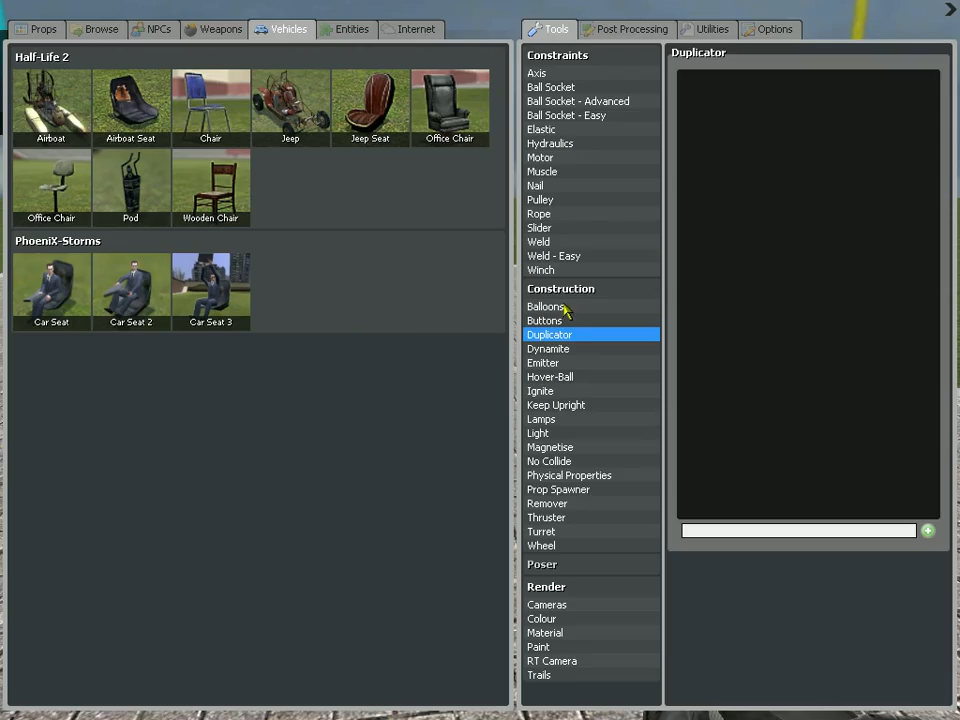 Props
Browse
NPCs
Weapons
Vehicles
Entities
Internet
Half-Life 2
Airboat
Airboat Seat
Chair
Jeep
Jeep Seat
Office Chair
Office Chair
Pod
Wooden Chair
PhoeniX-Storms
Car Seat
Car Seat 2
Car Seat 3
Tools
Post Processing
Utilities
Options
Constraints
Axis
Ball Socket
Ball Socket - Advanced
Ball Socket - Easy
Elastic
Hydraulics
Motor
Muscle
Nail
Pulley
Rope
Slider
Weld
Weld - Easy
Winch
Construction
Balloons
Buttons
Duplicator
Dynamite
Emitter
Hover-Ball
Ignite
Keep Upright
Lamps
Light
Magnetise
No Collide
Physical Properties
Prop Spawner
Remover
Thruster
Turret
Wheel
Poser
Render
Cameras
Colour
Material
Paint
RT Camera
Trails
Duplicator